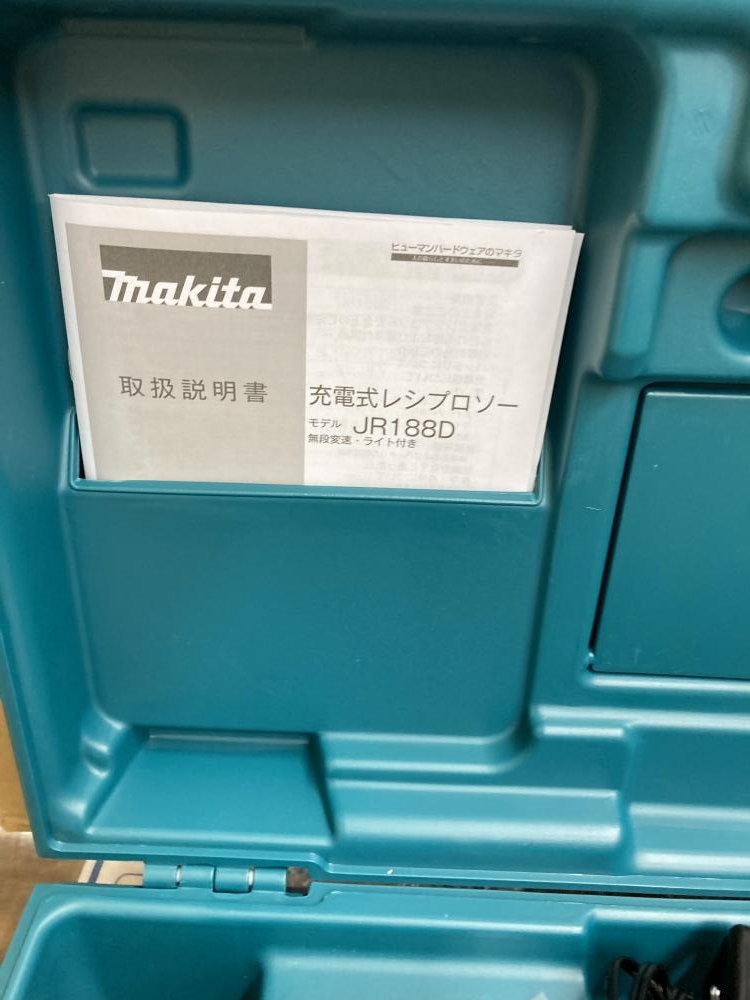 ヒューマンハードウェアのマキタ
makita
取扱説明書
充電式レシプロソー
モデル JR188D
無段変速・ライト付き